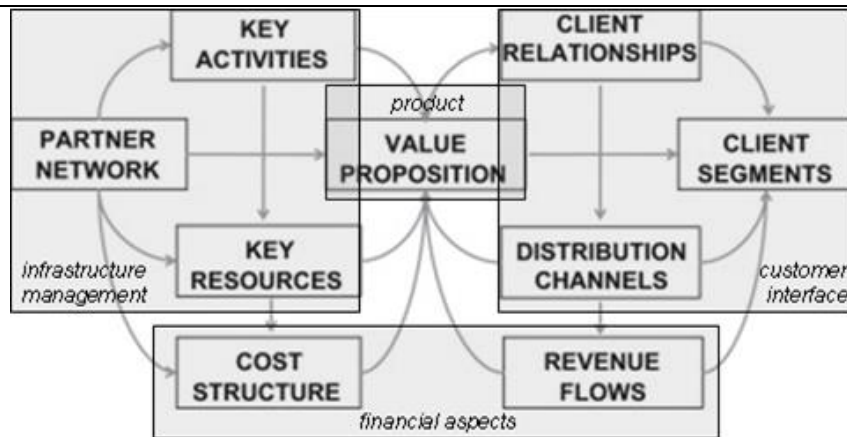 KEY
ACTIVITIES
CLIENT
RELATIONSHIPS
product
PARTNER
NETWORK
VALUE
PROPOSITION
CLIENT
SEGMENTS
KEY
RESOURCES
DISTRIBUTION
CHANNELS
infrastructure
management
customer
interface
COST
STRUCTURE
REVENUE
FLOWS
financial aspects